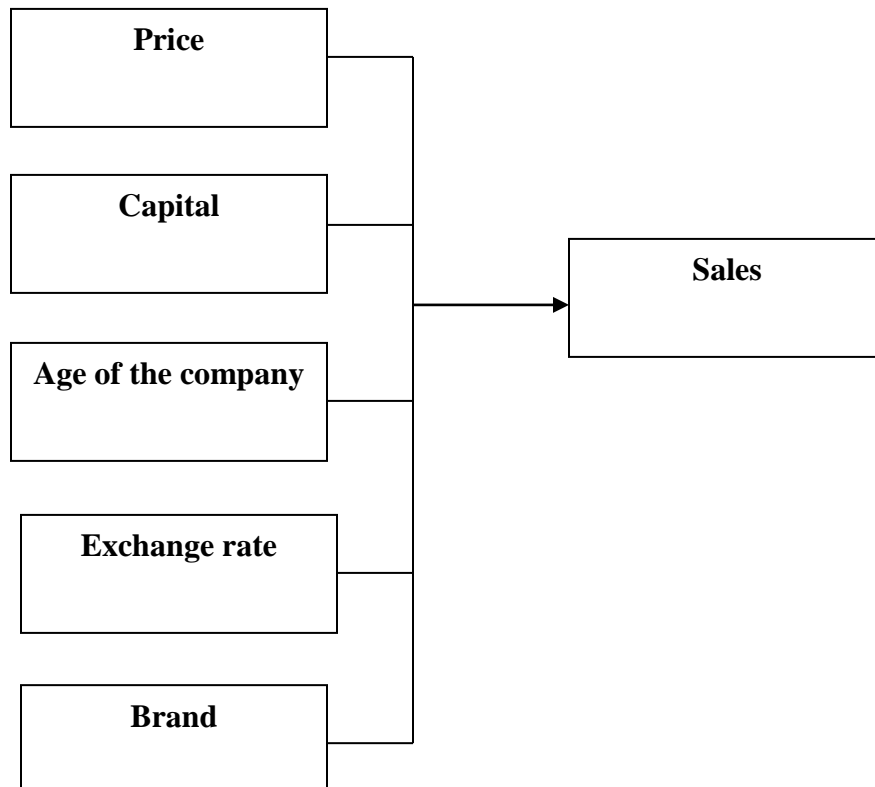 Price
Capital
Sales
Age of the company
Exchange rate
Brand